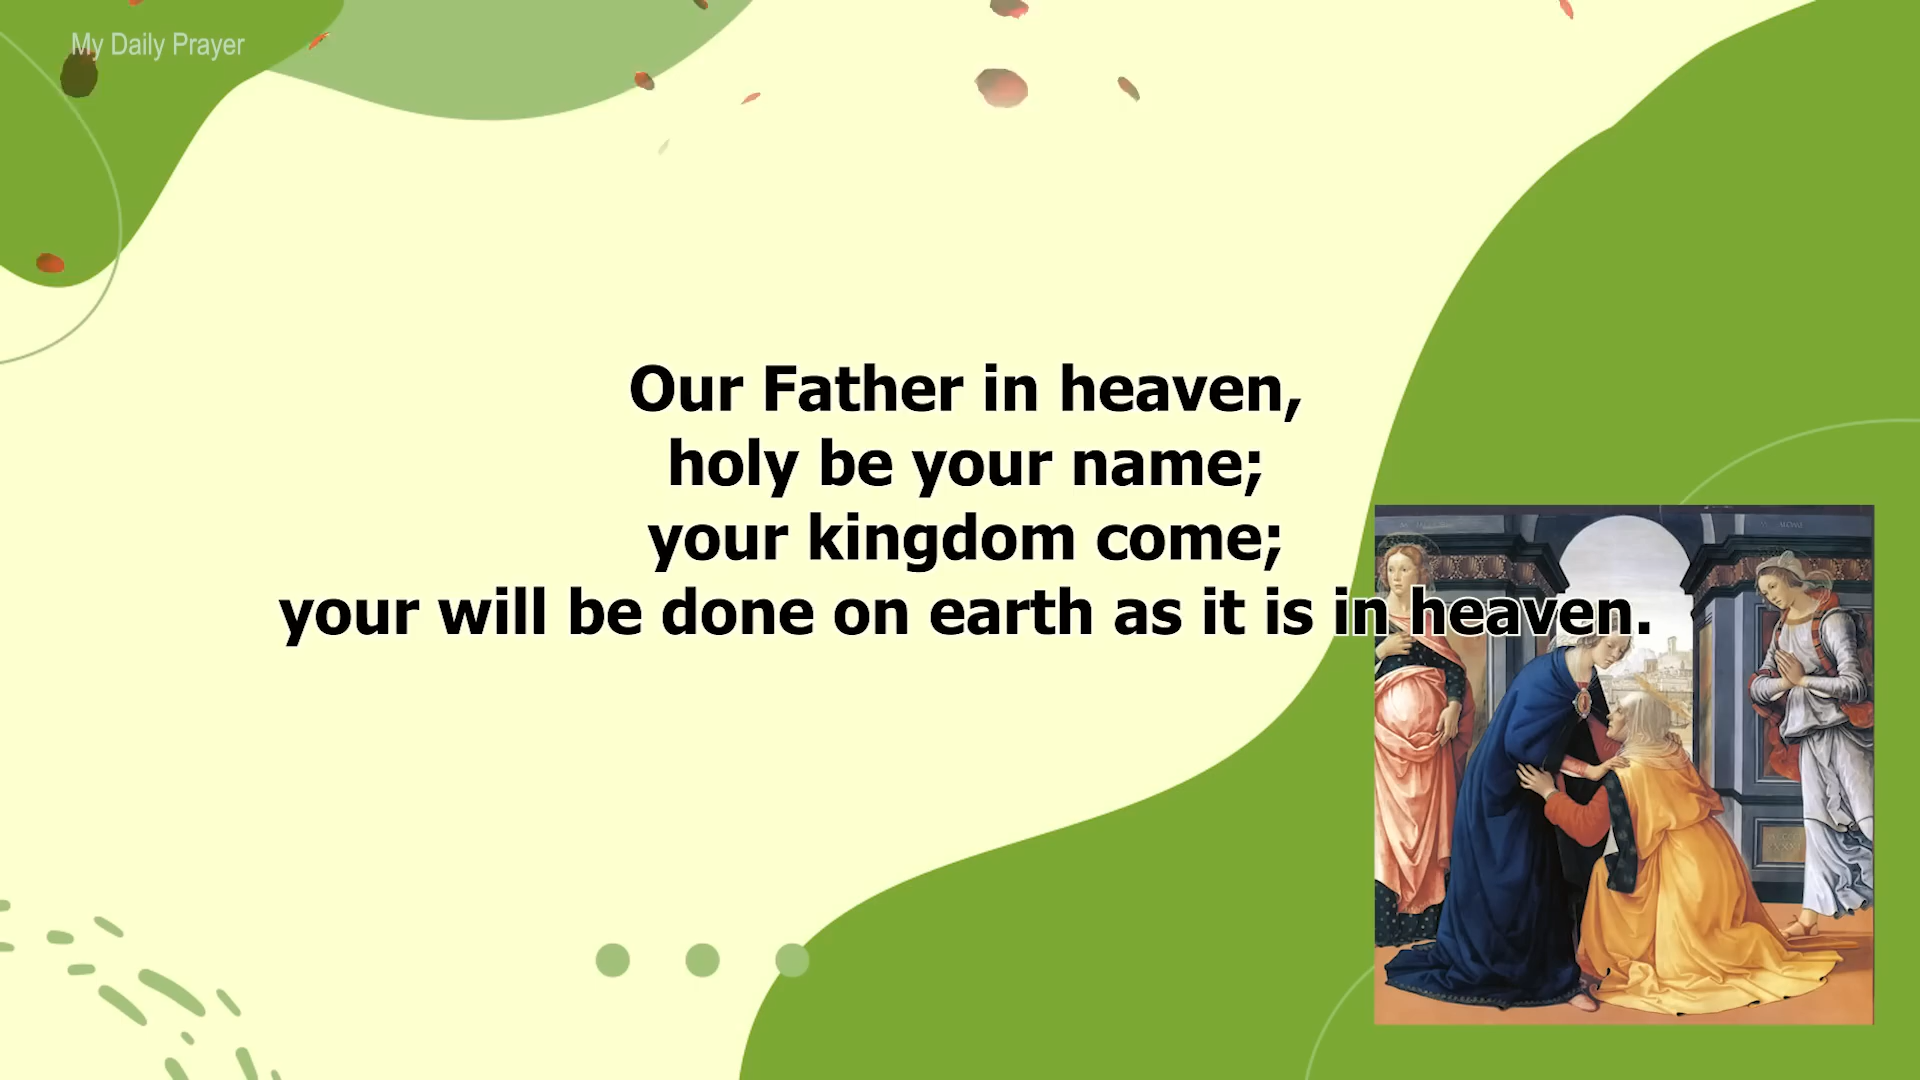 My Daily Prayer
Our Father in heaven,
holy be your name;
your kingdom come;
your will be done on earth as it is in heaven.